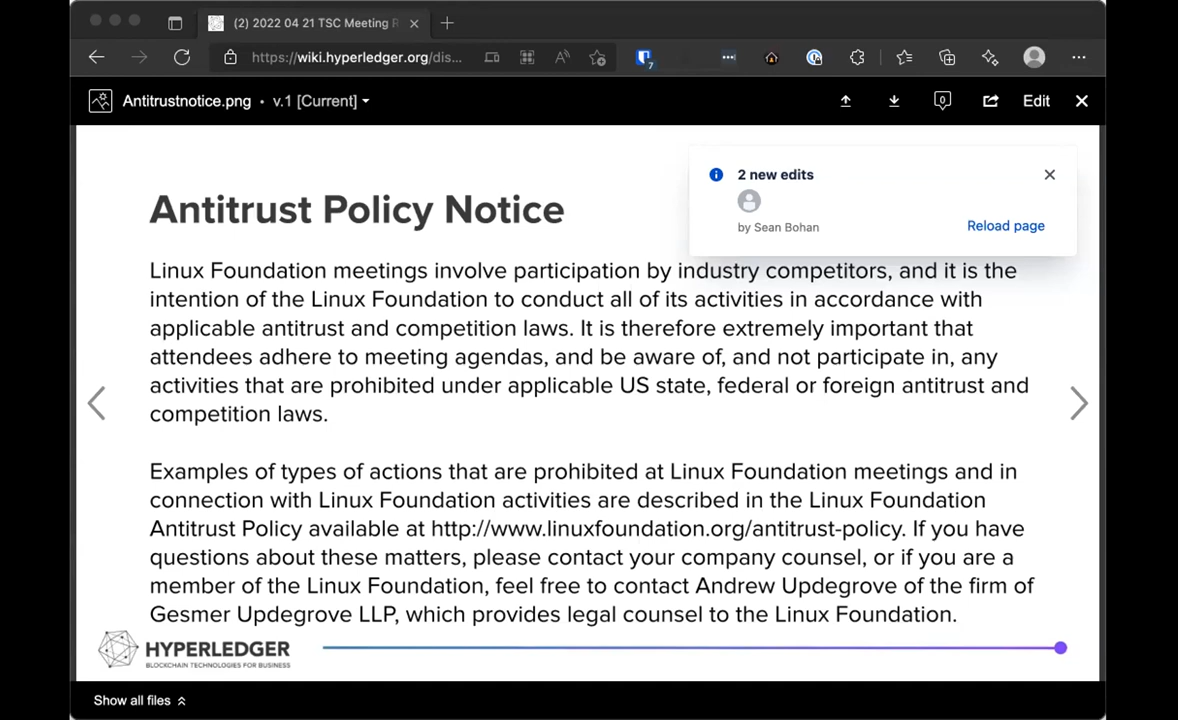 (2) 2022 04 21 TSC Meeting R
https://wiki.hyperledger.org/dis...
7
Antitrustnotice.png • v.1 [Current]
0
Edit
2 new edits
by Sean Bohan
Reload page
Antitrust Policy Notice
Linux Foundation meetings involve participation by industry competitors, and it is the
intention of the Linux Foundation to conduct all of its activities in accordance with
applicable antitrust and competition laws. It is therefore extremely important that
attendees adhere to meeting agendas, and be aware of, and not participate in, any
activities that are prohibited under applicable US state, federal or foreign antitrust and
competition laws.
Examples of types of actions that are prohibited at Linux Foundation meetings and in
connection with Linux Foundation activities are described in the Linux Foundation
Antitrust Policy available at http://www.linuxfoundation.org/antitrust-policy. If you have
questions about these matters, please contact your company counsel, or if you are a
member of the Linux Foundation, feel free to contact Andrew Updegrove of the firm of
Gesmer Updegrove LLP, which provides legal counsel to the Linux Foundation.
HYPERLEDGER
BLOCKCHAIN TECHNOLOGIES FOR BUSINESS
Show all files